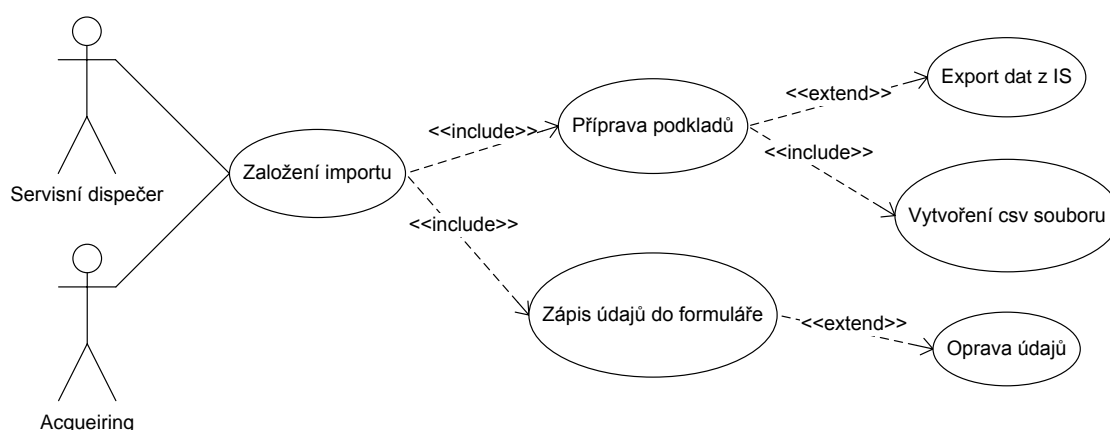 Export dat z IS
<<extend>>
<<include>>
Příprava podkladů
<<include>>
Založení importu
Servisní dispečer
Vytvoření csv souboru
<<include>>
Zápis údajů do formuláře
<<extend>>
Oprava údajů
Acqueiring